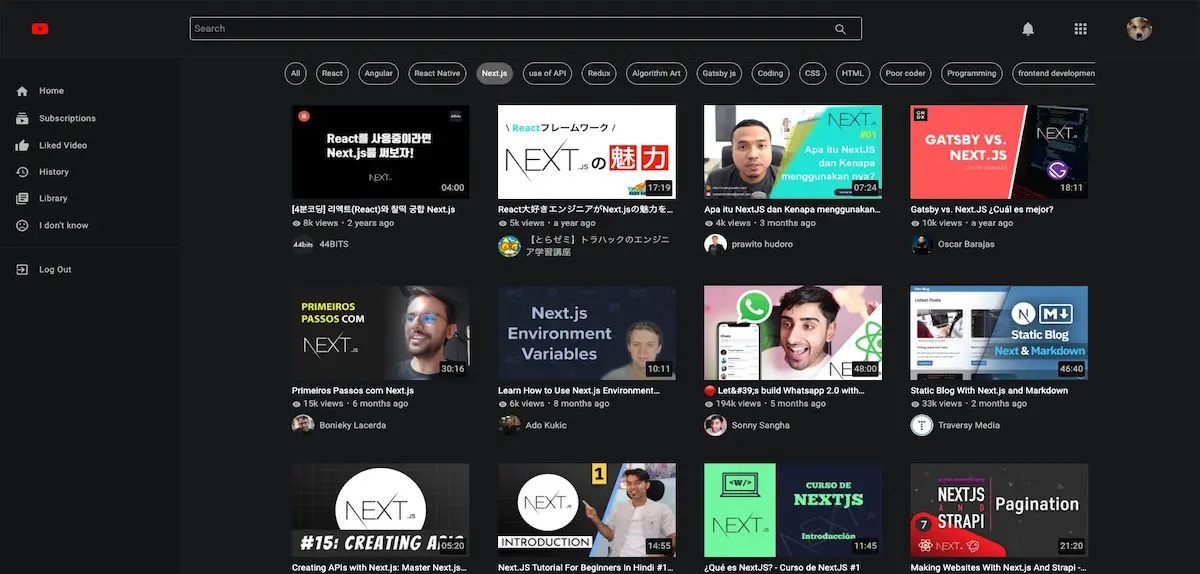 Search
All
React
Angular
React Native
Next.js
use of API
Redux
Algorithm Art
Gatsby js
Coding
CSS
HTML
Poor coder
Programming
frontend developmen
Home
Subscriptions
Liked Video
History
Library
I don't know
Log Out
React를 사용중이라면
Next.js를 써보자!
NEXT.JS
04:00
[4분코딩] 리액트(React)와 찰떡 궁합 Next.js
8k views • 2 years ago
44bits
44BITS
\ Reactフレームワーク /
NEXT.JS の 魅力
17:19
React大好きエンジニアがNext.jsの魅力を...
5k views • a year ago
【とらゼミ】トラハックのエンジニ
ア学習講座
NEXT.JS
#01
Apa itu NextJS
dan Kenapa
menggunakan nya?
07:24
Apa itu NextJS dan Kenapa menggunakan...
4k views • 3 months ago
prawito hudoro
GNDX
GATSBY VS.
NEXT.JS
OSCAR BARAJAS
NEXT.JS
18:11
Gatsby vs. Next.JS ¿Cuál es mejor?
10k views • a year ago
Oscar Barajas
PRIMEIROS
PASSOS COM
NEXT.JS
30:16
Primeiros Passos com Next.js
15k views • 6 months ago
Bonieky Lacerda
Next.js
Environment
Variables
10:11
Learn How to Use Next.js Environment...
6k views • 8 months ago
Ado Kukic
NEXT
48:00
Let&#39;s build Whatsapp 2.0 with...
194k views • 5 months ago
Sonny Sangha
Latest Posts
N M
Static Blog
Next & Markdown
46:40
Static Blog With Next.js and Markdown
33k views • 2 months ago
Traversy Media
NEXT.JS
#15: CREATING APIs
05:20
Creating APIs with Next.js: Master Next.js...
NEXT.JS
1
INTRODUCTION
14:55
Next.JS Tutorial For Beginners In Hindi #1...
<W/>
NEXT.JS
CURSO DE
NEXTJS
Introducción
11:45
¿Qué es NextJS? - Curso de NextJS #1
NEXTJS
AND
STRAPI
Pagination
7
NEXT.JS
21:20
Making Websites With Next.js And Strapi -...